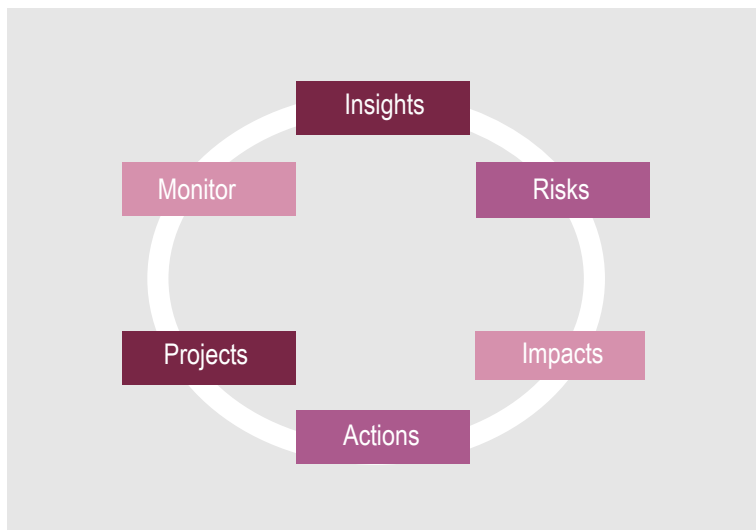 Insights
Monitor
Risks
Projects
Impacts
Actions